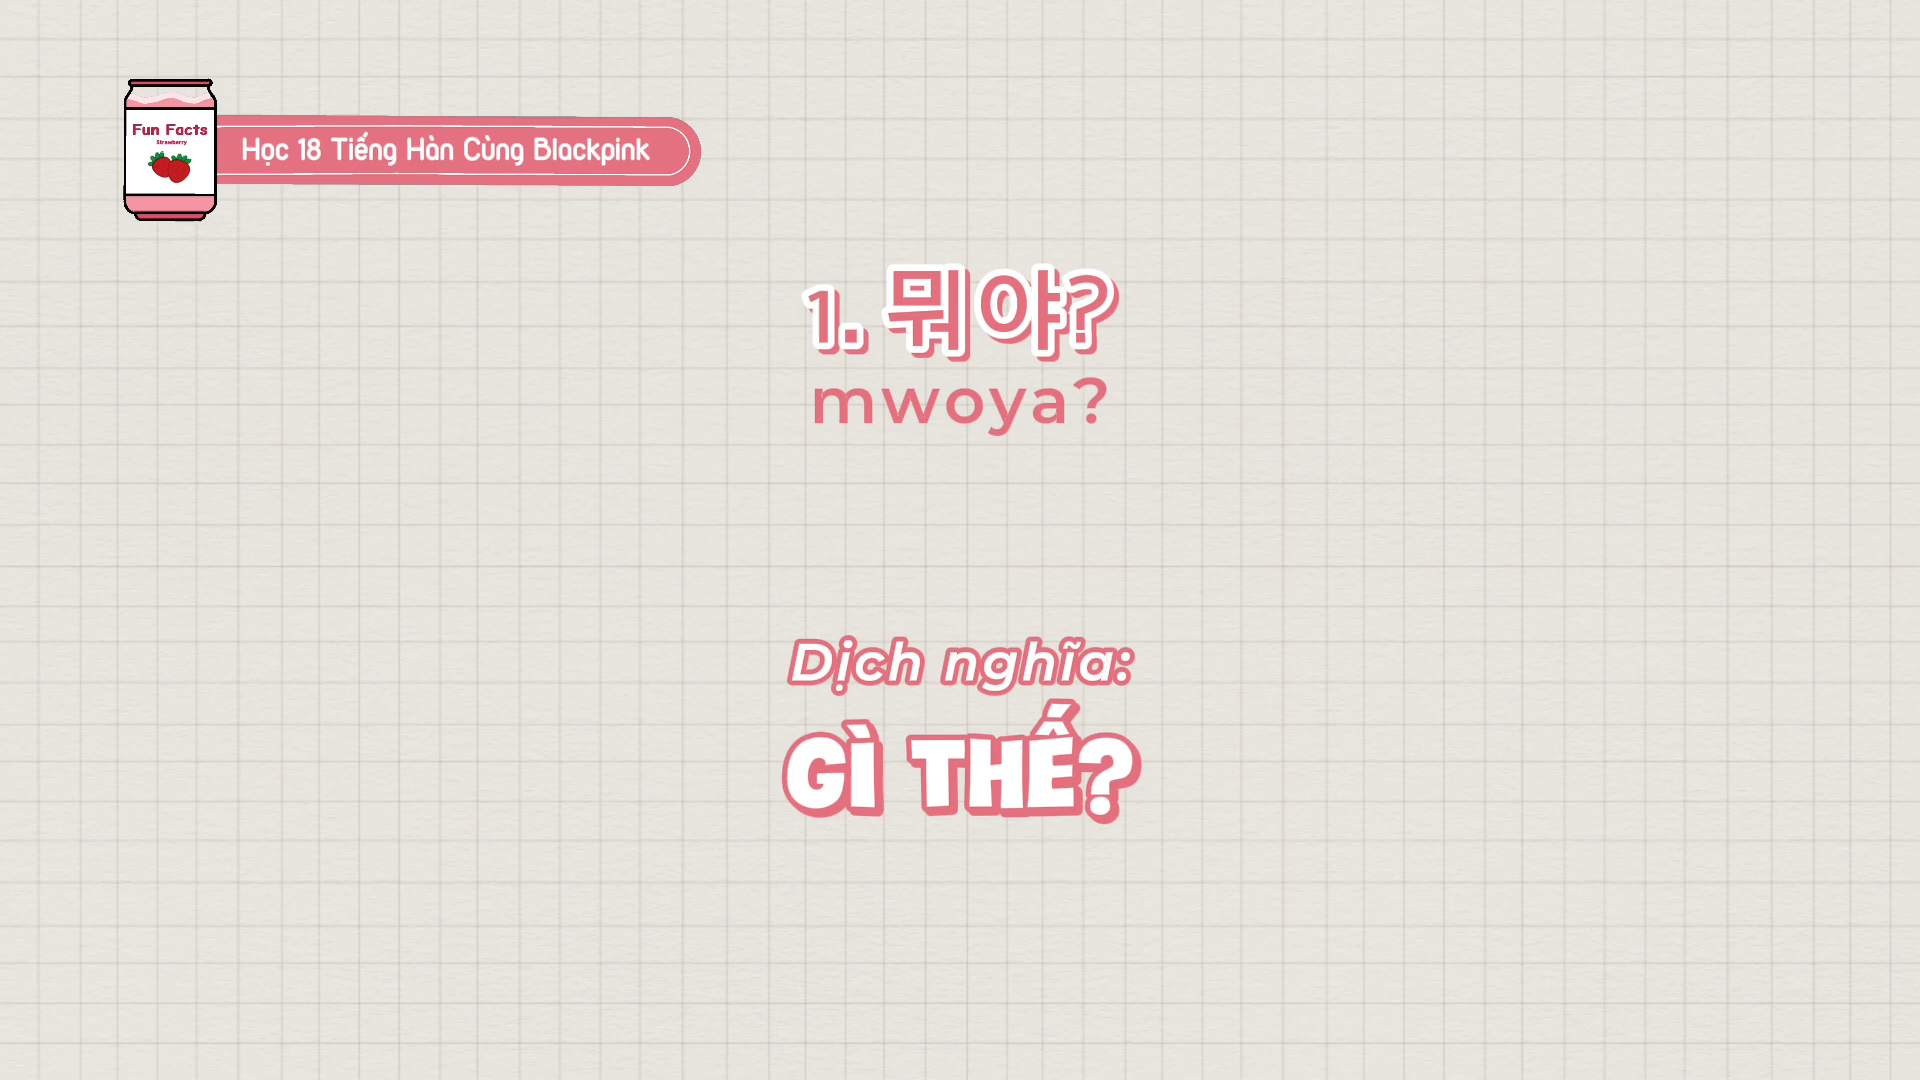 Fun Facts
Strawberry
Học 18 Tiếng Hàn Cùng Blackpink
1. 뭐야?
mwoya?
Dịch nghĩa:
GÌ THẾ?